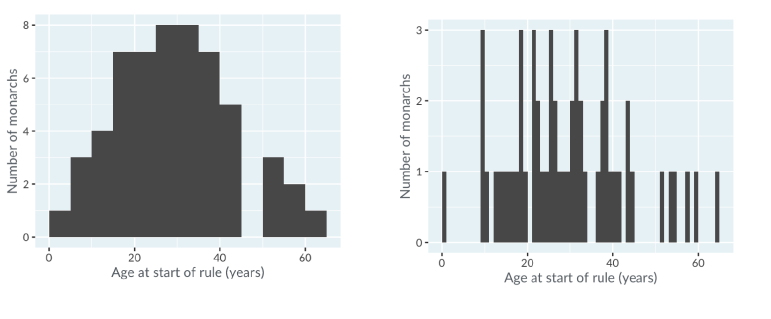 8
6
4
2
0
Number of monarchs
0 20 40 60
Age at start of rule (years)
3
2
1
0
Number of monarchs
0 20 40 60
Age at start of rule (years)